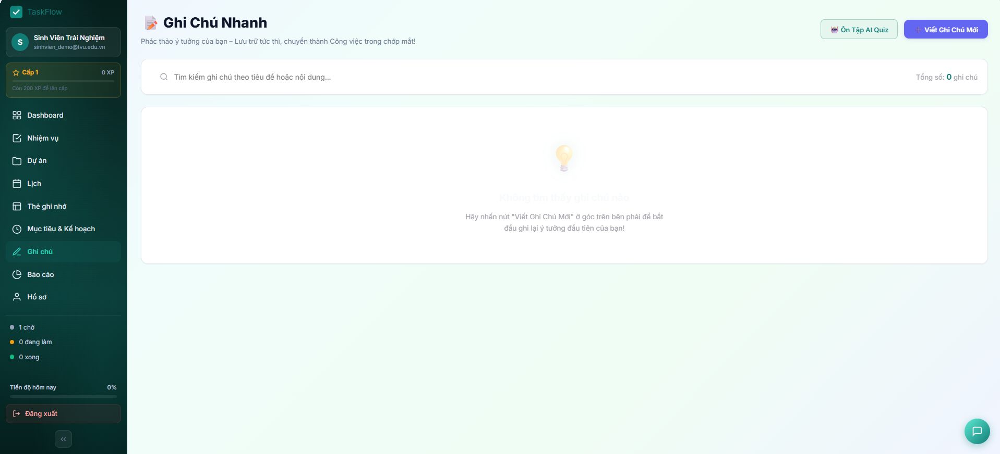 TaskFlow
S
Sinh Viên Trải Nghiệm
sinhvien_demo@tvu.edu.vn
Cấp 1
0 XP
Còn 200 XP để lên cấp
Dashboard
Nhiệm vụ
Dự án
Lịch
Thẻ ghi nhớ
Mục tiêu & Kế hoạch
Ghi chú
Báo cáo
Hồ sơ
1 chờ
0 đang làm
0 xong
Tiến độ hôm nay
0%
Đăng xuất
Ghi Chú Nhanh
Phác thảo ý tưởng của bạn – Lưu trữ tức thì, chuyển thành Công việc trong chớp mắt!
Ôn Tập AI Quiz
Viết Ghi Chú Mới
Tìm kiếm ghi chú theo tiêu đề hoặc nội dung...
Tổng số: 0 ghi chú
Không tìm thấy ghi chú nào
Hãy nhấn nút "Viết Ghi Chú Mới" ở góc trên bên phải để bắt
đầu ghi lại ý tưởng đầu tiên của bạn!